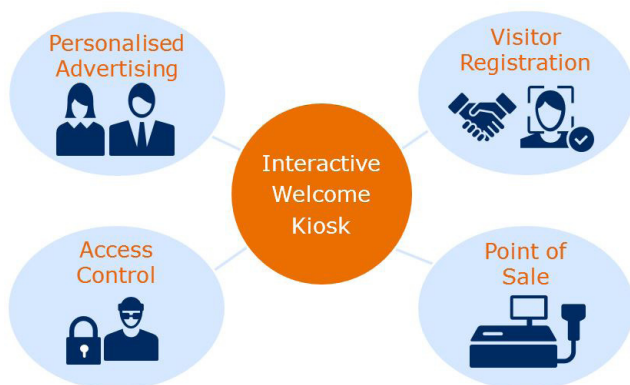 Personalised
Advertising
Visitor
Registration
Interactive
Welcome
Kiosk
Access
Control
Point of
Sale